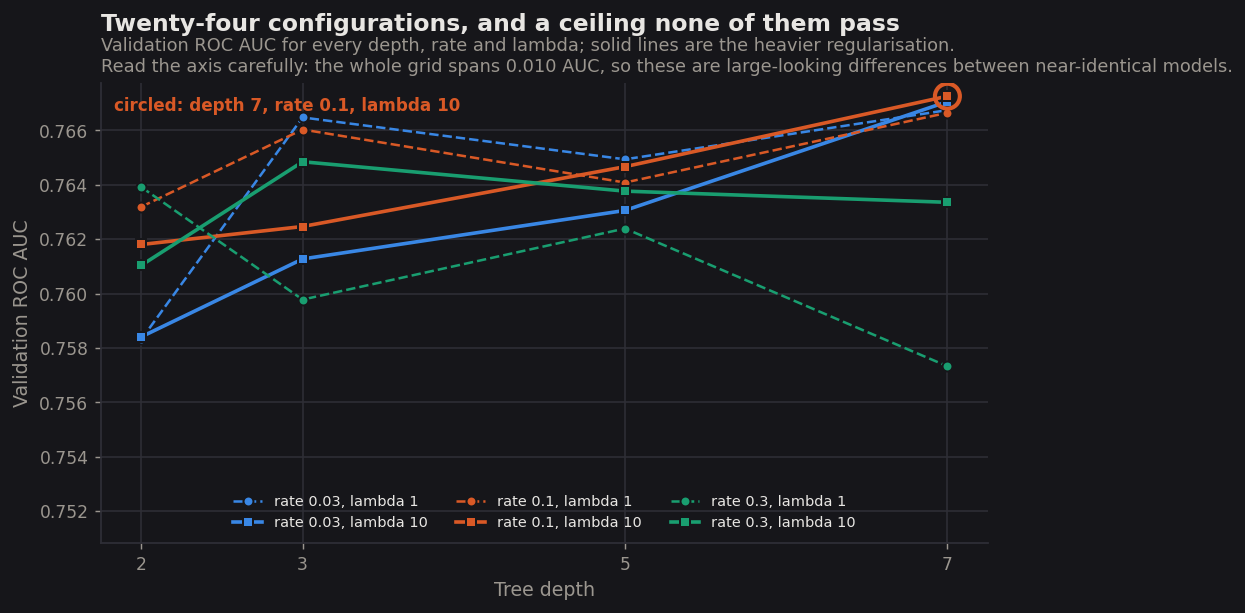 Twenty-four configurations, and a ceiling none of them pass
Validation ROC AUC for every depth, rate and lambda; solid lines are the heavier regularisation.
Read the axis carefully: the whole grid spans 0.010 AUC, so these are large-looking differences between near-identical models.
circled: depth 7, rate 0.1, lambda 10
0.766
0.764
0.762
0.760
0.758
0.756
0.754
0.752
Validation ROC AUC
rate 0.03, lambda 1
rate 0.1, lambda 1
rate 0.3, lambda 1
rate 0.03, lambda 10
rate 0.1, lambda 10
rate 0.3, lambda 10
2 3 5 7
Tree depth